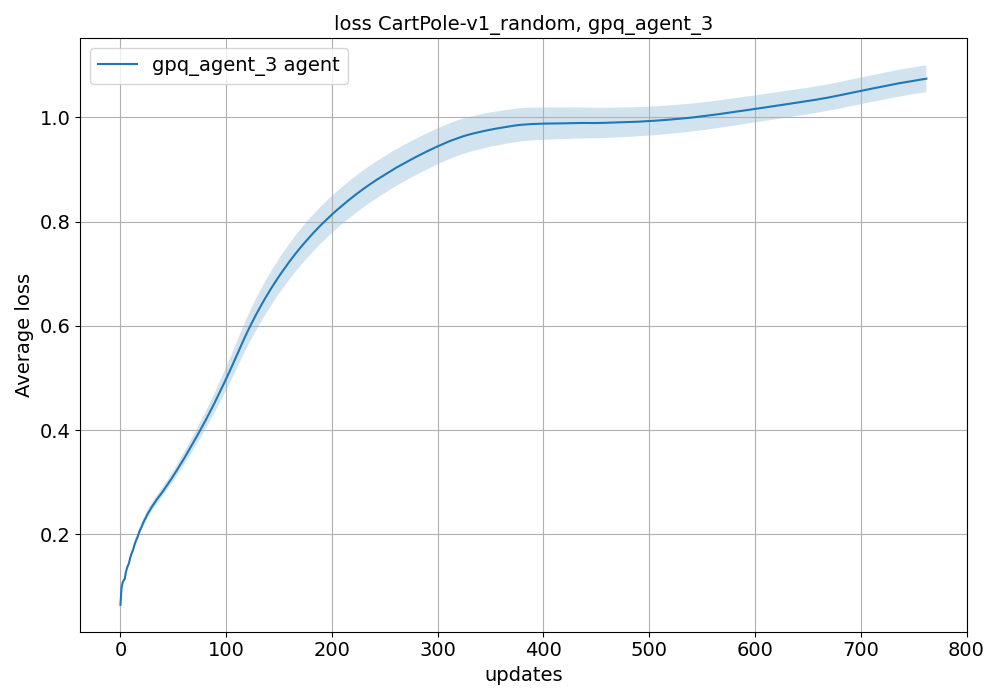 loss CartPole-v1_random, gpq_agent_3
gpq_agent_3 agent
1.0
0.8
0.6
0.4
0.2
Average loss
0 100 200 300 400 500 600 700 800
updates